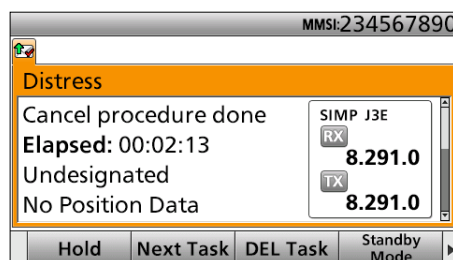 MMSI:234567890
Distress
Cancel procedure done
Elapsed: 00:02:13
Undesignated
No Position Data
SIMP J3E
RX
8.291.0
TX
8.291.0
Hold Next Task DEL Task Standby Mode